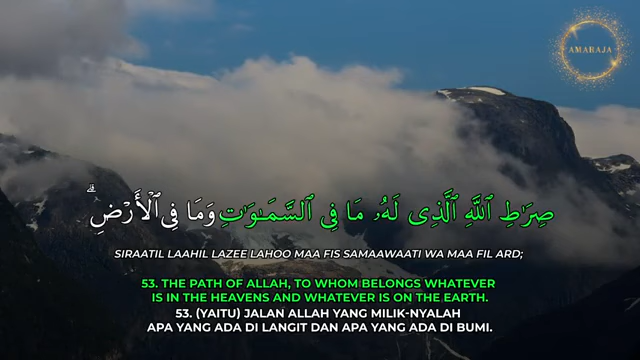 AMARAJA
صِرَٰطِ ٱللَّهِ ٱلَّذِى لَهُۥ مَا فِى ٱلسَّمَـٰوَٰتِ وَمَا فِى ٱلْأَرْضِ ۗ
SIRAATIL LAAHIL LAZEE LAHOO MAA FIS SAMAAWAATI WA MAA FIL ARD;
53. THE PATH OF ALLAH, TO WHOM BELONGS WHATEVER
IS IN THE HEAVENS AND WHATEVER IS ON THE EARTH.
53. (YAITU) JALAN ALLAH YANG MILIK-NYALAH
APA YANG ADA DI LANGIT DAN APA YANG ADA DI BUMI.